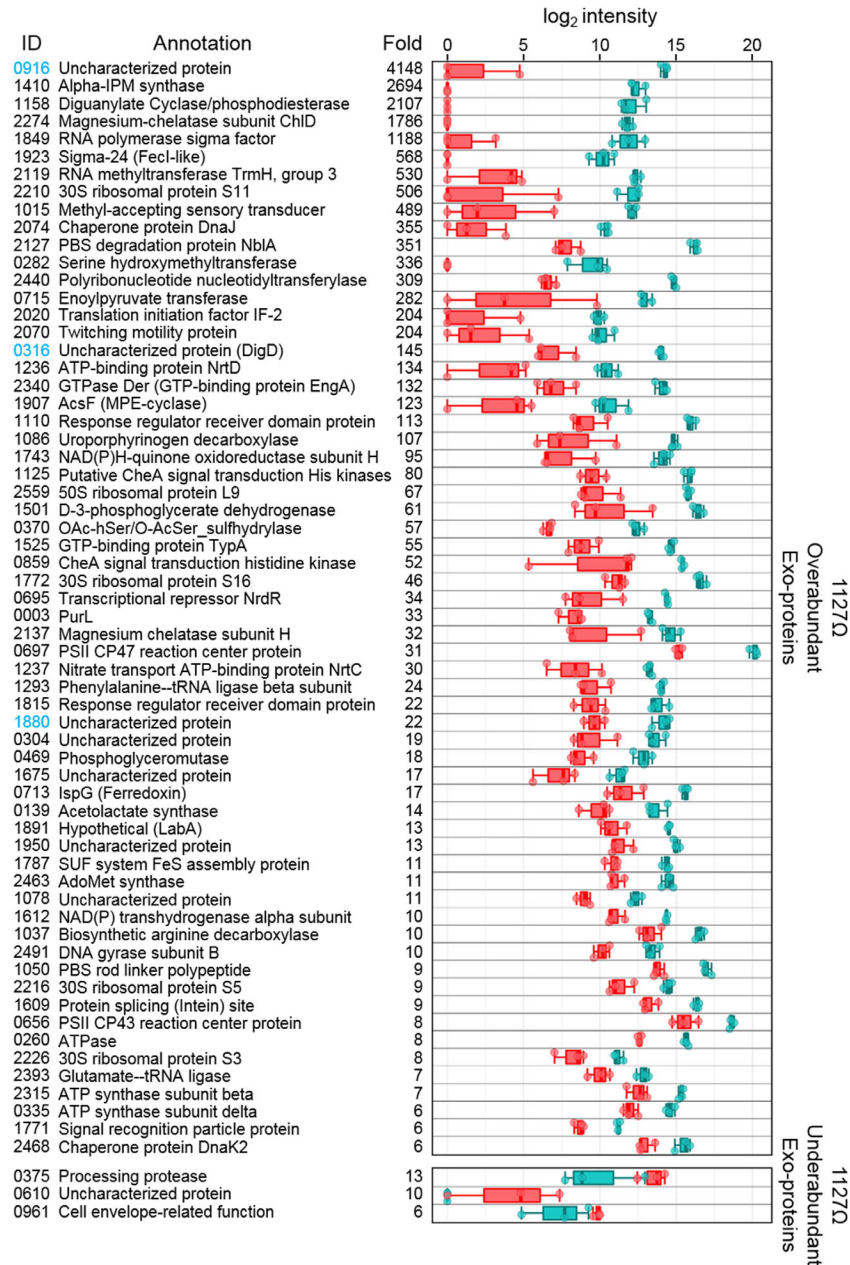 log2 intensity
ID Annotation Fold 0 5 10 15 20
0916 Uncharacterized protein 4148
1410 Alpha-IPM synthase 2694
1158 Diguanylate Cyclase/phosphodiesterase 2107
2274 Magnesium-chelatase subunit ChlD 1786
1849 RNA polymerase sigma factor 1188
1923 Sigma-24 (FecI-like) 568
2119 RNA methyltransferase TrmH, group 3 530
2210 30S ribosomal protein S11 506
1015 Methyl-accepting sensory transducer 489
2074 Chaperone protein DnaJ 355
2127 PBS degradation protein NblA 351
0282 Serine hydroxymethyltransferase 336
2440 Polyribonucleotide nucleotidyltransferylase 309
0715 Enoylpyruvate transferase 282
2020 Translation initiation factor IF-2 204
2070 Twitching motility protein 204
0316 Uncharacterized protein (DigD) 145
1236 ATP-binding protein NrtD 134
2340 GTPase Der (GTP-binding protein EngA) 132
1907 AcsF (MPE-cyclase) 123
1110 Response regulator receiver domain protein 113
1086 Uroporphyrinogen decarboxylase 107
1743 NAD(P)H-quinone oxidoreductase subunit H 95
1125 Putative CheA signal transduction His kinases 80
2559 50S ribosomal protein L9 67
1501 D-3-phosphoglycerate dehydrogenase 61
0370 OAc-hSer/O-AcSer_sulfhydrylase 57
1525 GTP-binding protein TypA 55
0859 CheA signal transduction histidine kinase 52
1772 30S ribosomal protein S16 46
0695 Transcriptional repressor NrdR 34
0003 PurL 33
2137 Magnesium chelatase subunit H 32
0697 PSII CP47 reaction center protein 31
1237 Nitrate transport ATP-binding protein NrtC 30
1293 Phenylalanine--tRNA ligase beta subunit 24
1815 Response regulator receiver domain protein 22
1880 Uncharacterized protein 22
0304 Uncharacterized protein 19
0469 Phosphoglyceromutase 18
1675 Uncharacterized protein 17
0713 IspG (Ferredoxin) 17
0139 Acetolactate synthase 14
1891 Hypothetical (LabA) 13
1950 Uncharacterized protein 13
1787 SUF system FeS assembly protein 11
2463 AdoMet synthase 11
1078 Uncharacterized protein 11
1612 NAD(P) transhydrogenase alpha subunit 10
1037 Biosynthetic arginine decarboxylase 10
2491 DNA gyrase subunit B 10
1050 PBS rod linker polypeptide 9
2216 30S ribosomal protein S5 9
1609 Protein splicing (Intein) site 9
0656 PSII CP43 reaction center protein 8
0260 ATPase 8
2226 30S ribosomal protein S3 8
2393 Glutamate--tRNA ligase 7
2315 ATP synthase subunit beta 7
0335 ATP synthase subunit delta 6
1771 Signal recognition particle protein 6
2468 Chaperone protein DnaK2 6
1127Ω
Overabundant
Exo-proteins
0375 Processing protease 13
0610 Uncharacterized protein 10
0961 Cell envelope-related function 6
1127Ω
Underabundant
Exo-proteins